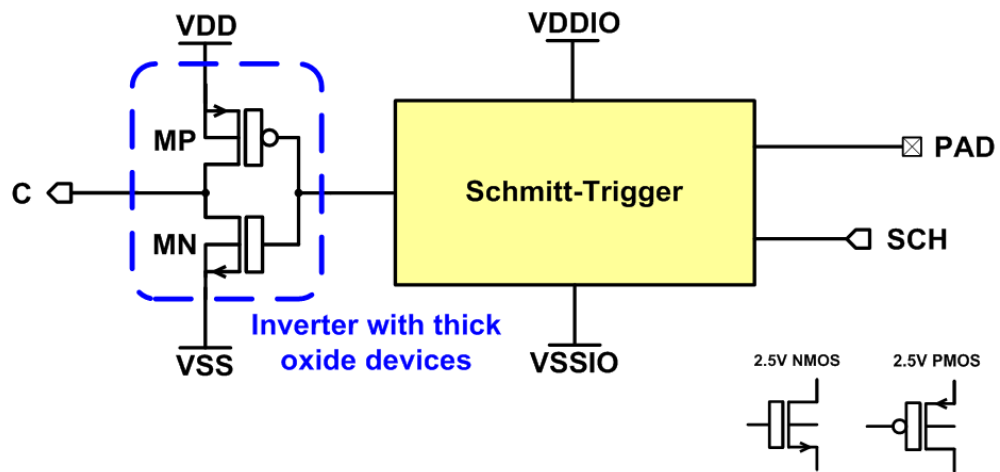 VDD
VDDIO
MP
Schmitt-Trigger
PAD
C
MN
SCH
Inverter with thick
oxide devices
VSS
VSSIO
2.5V NMOS
2.5V PMOS